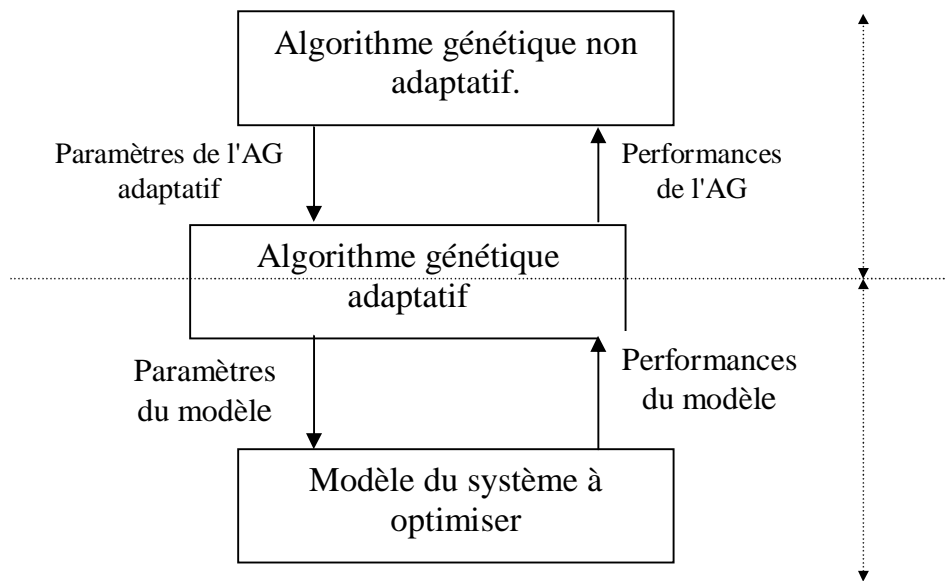 Algorithme génétique non
adaptatif.
Paramètres de l'AG
adaptatif
Performances
de l'AG
Algorithme génétique
adaptatif
Paramètres
du modèle
Performances
du modèle
Modèle du système à
optimiser